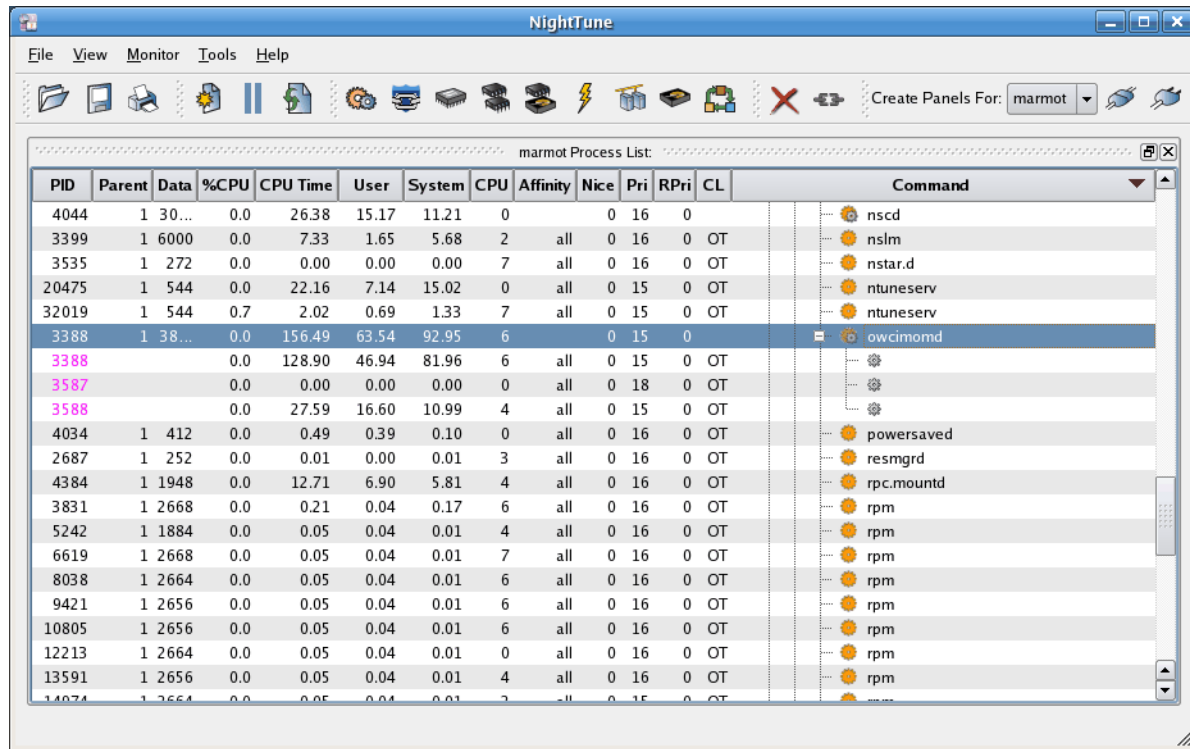 NightTune
File View Monitor Tools Help
Create Panels For: marmot
marmot Process List:
PID Parent Data %CPU CPU Time User System CPU Affinity Nice Pri RPri CL Command
4044 1 30... 0.0 26.38 15.17 11.21 0 0 16 0 nscd
3399 1 6000 0.0 7.33 1.65 5.68 2 all 0 16 0 OT nslm
3535 1 272 0.0 0.00 0.00 0.00 7 all 0 16 0 OT nstar.d
20475 1 544 0.0 22.16 7.14 15.02 0 all 0 15 0 OT ntuneserv
32019 1 544 0.7 2.02 0.69 1.33 7 all 0 15 0 OT ntuneserv
3388 1 38... 0.0 156.49 63.54 92.95 6 0 15 0 owcimomd
3388 0.0 128.90 46.94 81.96 6 all 0 15 0 OT
3587 0.0 0.00 0.00 0.00 0 all 0 18 0 OT
3588 0.0 27.59 16.60 10.99 4 all 0 15 0 OT
4034 1 412 0.0 0.49 0.39 0.10 0 all 0 16 0 OT powersaved
2687 1 252 0.0 0.01 0.00 0.01 3 all 0 16 0 OT resmgrd
4384 1 1948 0.0 12.71 6.90 5.81 4 all 0 16 0 OT rpc.mountd
3831 1 2668 0.0 0.21 0.04 0.17 6 all 0 16 0 OT rpm
5242 1 1884 0.0 0.05 0.04 0.01 4 all 0 16 0 OT rpm
6619 1 2668 0.0 0.05 0.04 0.01 7 all 0 16 0 OT rpm
8038 1 2664 0.0 0.05 0.04 0.01 6 all 0 16 0 OT rpm
9421 1 2656 0.0 0.05 0.04 0.01 6 all 0 16 0 OT rpm
10805 1 2656 0.0 0.05 0.04 0.01 6 all 0 16 0 OT rpm
12213 1 2664 0.0 0.05 0.04 0.01 0 all 0 16 0 OT rpm
13591 1 2656 0.0 0.05 0.04 0.01 4 all 0 16 0 OT rpm